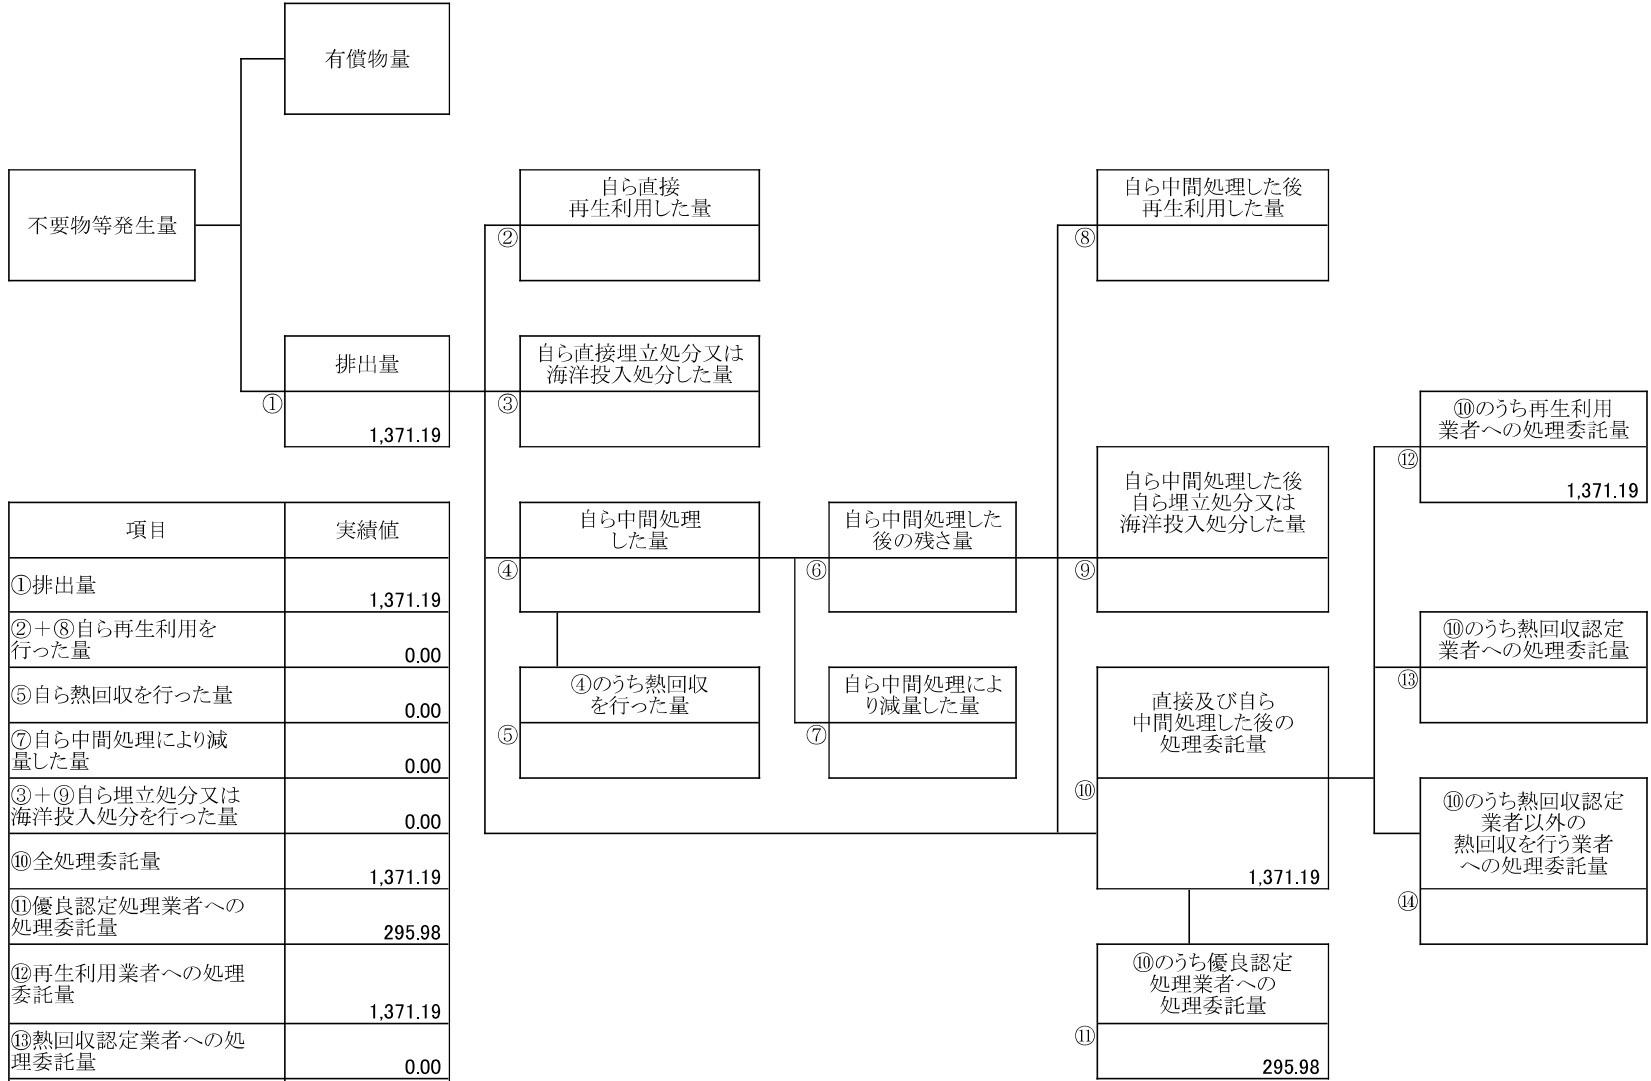 有償物量
不要物等発生量
自ら直接
再生利用した量
②
自ら中間処理した後
再生利用した量
⑧
排出量
①
1,371.19
自ら直接埋立処分又は
海洋投入処分した量
③
⑩のうち再生利用
業者への処理委託量
⑫
1,371.19
自ら中間処理した後
自ら埋立処分又は
海洋投入処分した量
⑨
自ら中間処理
した量
④
自ら中間処理した
後の残さ量
⑥
④のうち熱回収
を行った量
⑤
自ら中間処理によ
り減量した量
⑦
直接及び自ら
中間処理した後の
処理委託量
⑩
1,371.19
⑩のうち熱回収認定
業者への処理委託量
⑬
⑩のうち熱回収認定
業者以外の
熱回収を行う業者
への処理委託量
⑭
⑩のうち優良認定
処理業者への
処理委託量
⑪
295.98
項目 実績値
①排出量
1,371.19
②＋⑧自ら再生利用を
行った量
0.00
⑤自ら熱回収を行った量
0.00
⑦自ら中間処理により減
量した量
0.00
③＋⑨自ら埋立処分又は
海洋投入処分を行った量
0.00
⑩全処理委託量
1,371.19
⑪優良認定処理業者への
処理委託量
295.98
⑫再生利用業者への処理
委託量
1,371.19
⑬熱回収認定業者への処
理委託量
0.00